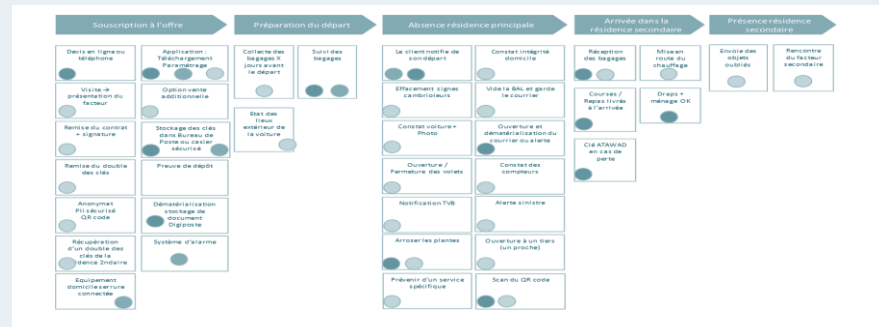 Souscription à l'offre
Devis en ligne ou
téléphone
Visite →
présentation du
facteur
Remise du contrat
+ signature
Remise du double
des clés
Anonymat
Pli sécurisé
QR code
Récupération
d'un double des
clés de la
résidence 2ndaire
Equipement
domicile serrure
connectée
Application :
Téléchargement
Paramétrage
Option vente
additionnelle
Stockage des clés
dans Bureau de
Poste ou casier
sécurisé
Preuve de dépôt
Dématérialisation
stockage de
document
Digiposte
Système d'alarme
Préparation du départ
Collecte des
bagages X
jours avant
le départ
Etat des
lieux
extérieur de
la voiture
Suivi des
bagages
Absence résidence principale
Le client notifie de
son départ
Effacement signes
cambrioleurs
Constat voiture +
Photo
Ouverture /
Fermeture des volets
Notification TVB
Arroser les plantes
Prévenir d'un service
spécifique
Constat intégrité
domicile
Vide la BAL et garde
le courrier
Ouverture et
dématérialisation du
courrier ou alerte
Constat des
compteurs
Alerte sinistre
Ouverture à un tiers
(un proche)
Scan du QR code
Arrivée dans la
résidence secondaire
Réception
des bagages
Courses /
Repas livrés
à l'arrivée
Clé ATAWAD
en cas de
perte
Mise en
route du
chauffage
Draps +
ménage OK
Présence résidence
secondaire
Envoie des
objets
oubliés
Rencontre
du facteur
secondaire